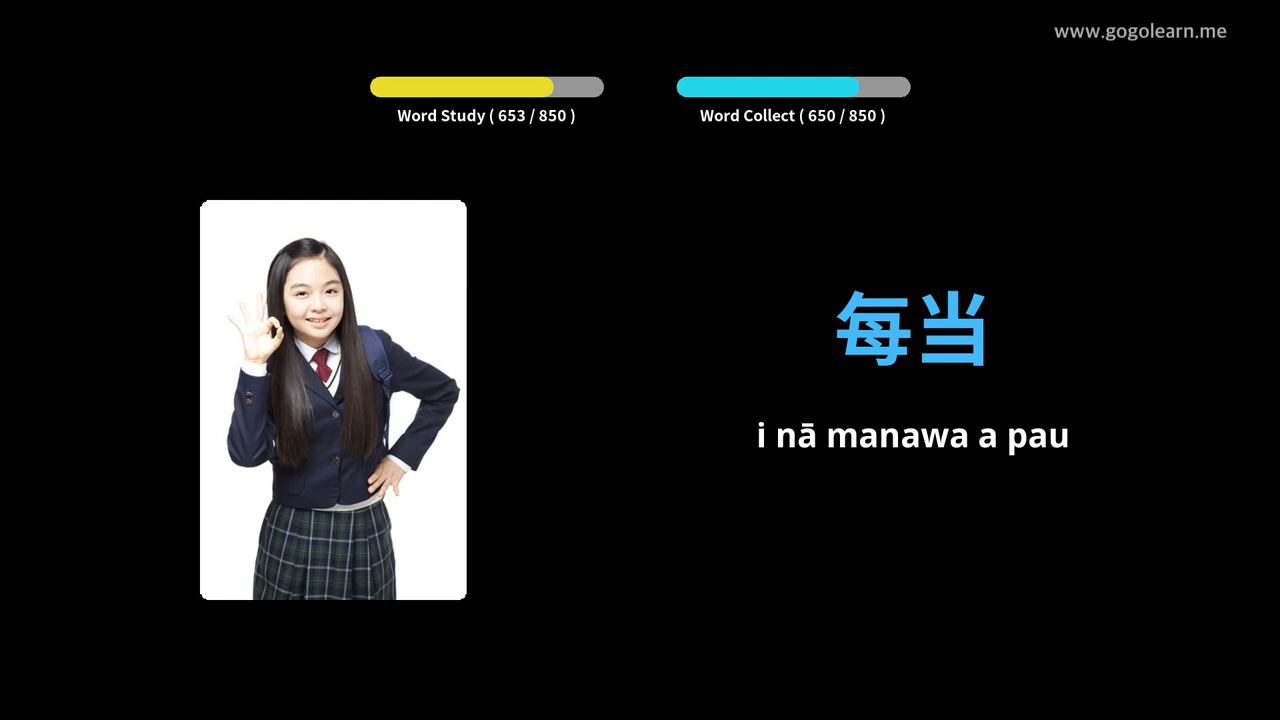 www.gogolearn.me
Word Study ( 653 / 850 )
Word Collect ( 650 / 850 )
每当
i nā manawa a pau